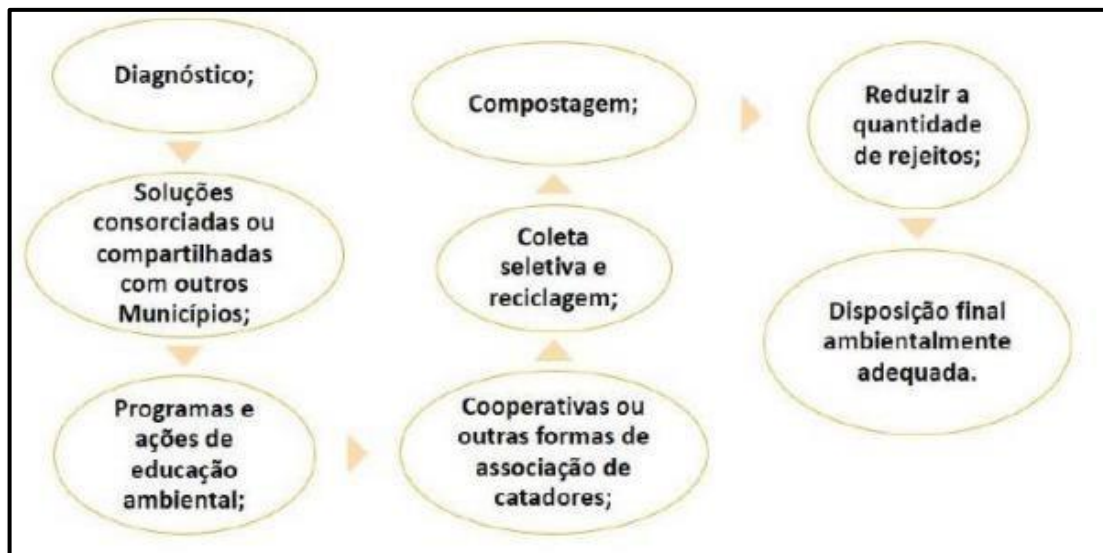 Diagnóstico;
Soluções
consorciadas ou
compartilhadas
com outros
Municípios;
Programas e
ações de
educação
ambiental;
Cooperativas ou
outras formas de
associação de
catadores;
Coleta
seletiva e
reciclagem;
Compostagem;
Reduzir a
quantidade
de rejeitos;
Disposição final
ambientalmente
adequada.